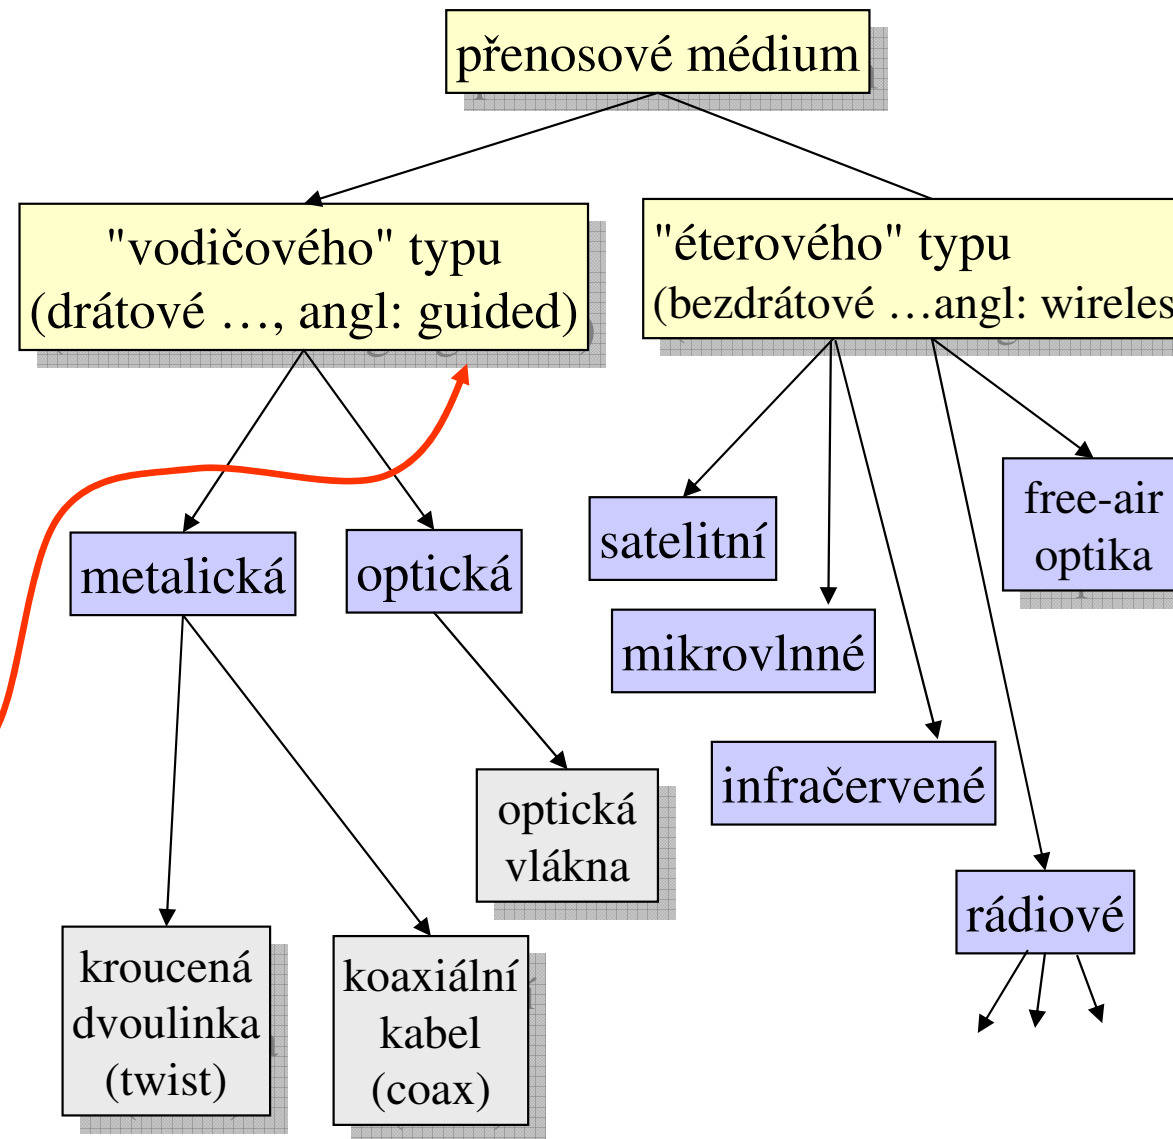 přenosové médium
"vodičového" typu
(drátové …, angl: guided)
"éterového" typu
(bezdrátové …angl: wireles
metalická
optická
satelitní
free-air
optika
mikrovlnné
infračervené
optická
vlákna
rádiové
kroucená
dvoulinka
(twist)
koaxiální
kabel
(coax)